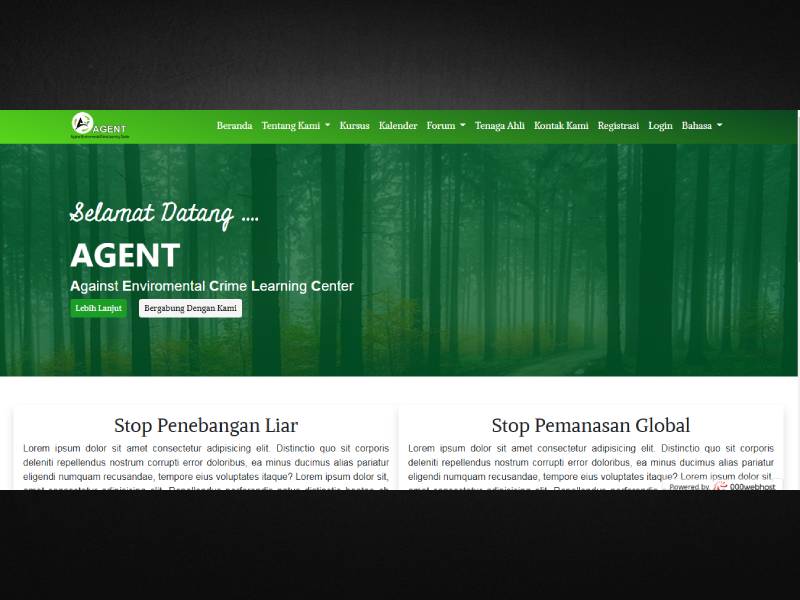 AGENT
Beranda Tentang Kami Kursus Kalender Forum Tenaga Ahli Kontak Kami Registrasi Login Bahasa
Selamat Datang ....
AGENT
Against Enviromental Crime Learning Center
Lebih Lanjut Bergabung Dengan Kami
Stop Penebangan Liar
Lorem ipsum dolor sit amet consectetur adipisicing elit. Distinctio quo sit corporis
deleniti repellendus nostrum corrupti error doloribus, ea minus ducimus alias pariatur
eligendi numquam recusandae, tempore eius voluptates itaque? Lorem ipsum dolor sit,
Stop Pemanasan Global
Lorem ipsum dolor sit amet consectetur adipisicing elit. Distinctio quo sit corporis
deleniti repellendus nostrum corrupti error doloribus, ea minus ducimus alias pariatur
eligendi numquam recusandae, tempore eius voluptates itaque? Lorem ipsum dolor sit,
Powered by 000webhost